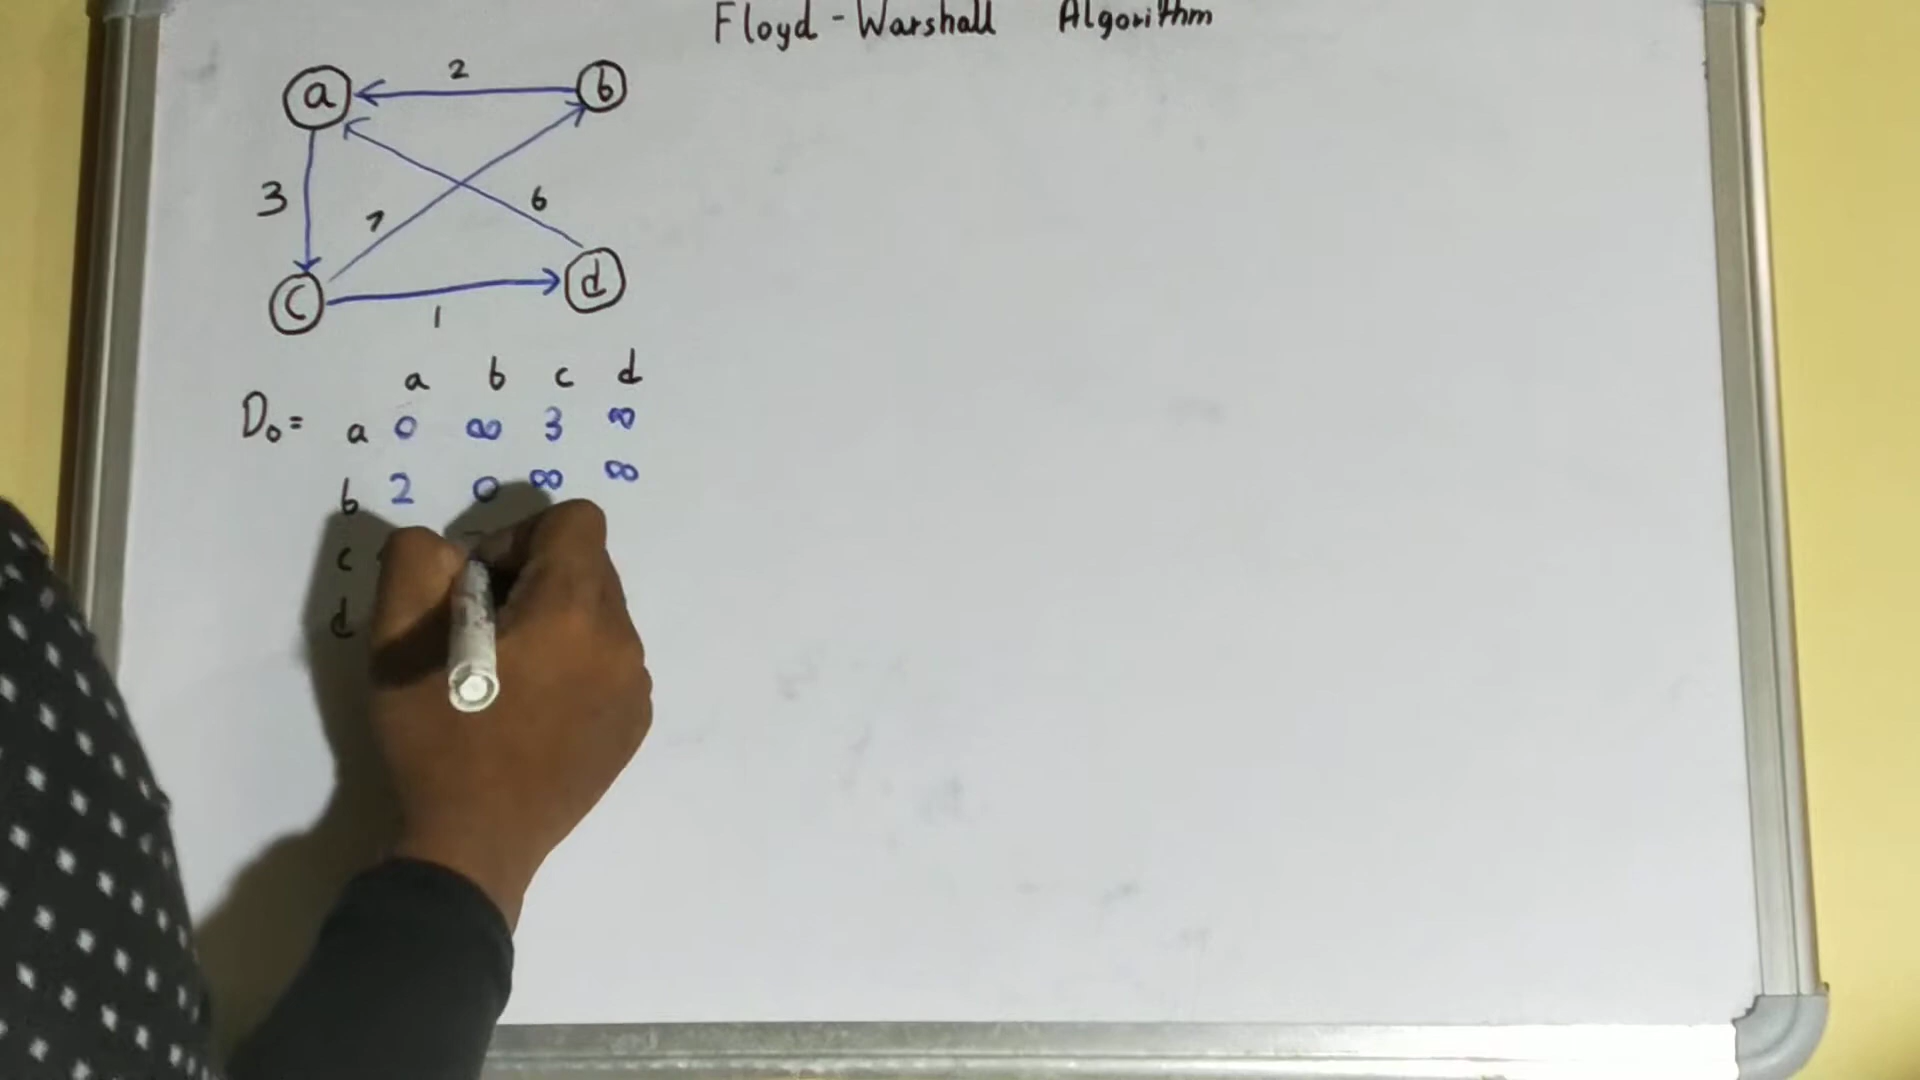 Floyd - Warshall Algorithm
a 2 b
3 7 6
c 1 d
a b c d
D₀ = a 0 ∞ 3 ∞
b 2 0 ∞ ∞
c
d